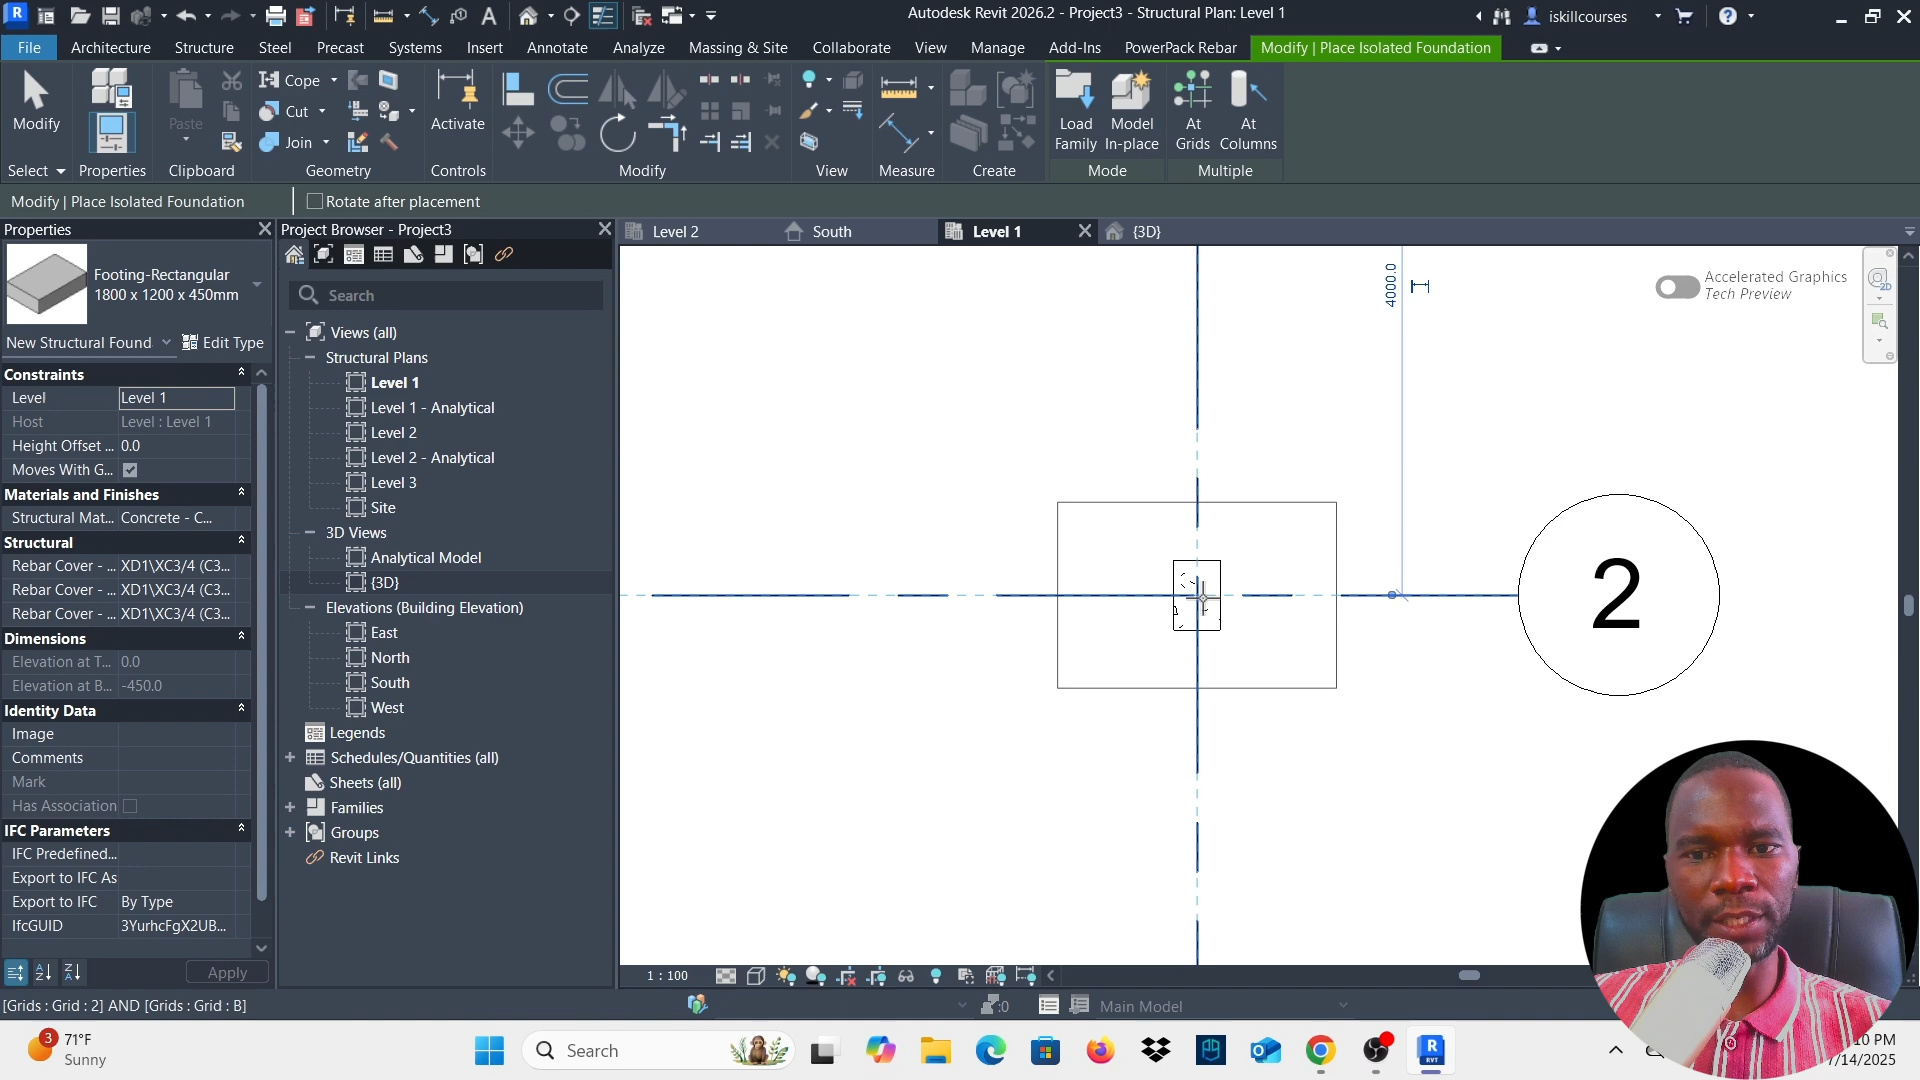 Autodesk Revit 2026.2 - Project3 - Structural Plan: Level 1
iskillcourses
File Architecture Structure Steel Precast Systems Insert Annotate Analyze Massing & Site Collaborate View Manage Add-Ins PowerPack Rebar Modify | Place Isolated Foundation
Modify
Paste
Cope
Cut
Join
Activate
Load Family
Model In-place
At Grids
At Columns
Select Properties Clipboard Geometry Controls Modify View Measure Create Mode Multiple
Modify | Place Isolated Foundation
Rotate after placement
Properties
Footing-Rectangular
1800 x 1200 x 450mm
New Structural Found
Edit Type
Constraints
Level Level 1
Host Level : Level 1
Height Offset ... 0.0
Moves With G...
Materials and Finishes
Structural Mat... Concrete - C...
Structural
Rebar Cover - ... XD1\XC3/4 (C3...
Rebar Cover - ... XD1\XC3/4 (C3...
Rebar Cover - ... XD1\XC3/4 (C3...
Dimensions
Elevation at T... 0.0
Elevation at B... -450.0
Identity Data
Image
Comments
Mark
Has Association
IFC Parameters
IFC Predefined...
Export to IFC As
Export to IFC By Type
IfcGUID 3YurhcFgX2UB...
Apply
Project Browser - Project3
Search
Views (all)
Structural Plans
Level 1
Level 1 - Analytical
Level 2
Level 2 - Analytical
Level 3
Site
3D Views
Analytical Model
{3D}
Elevations (Building Elevation)
East
North
South
West
Legends
Schedules/Quantities (all)
Sheets (all)
Families
Groups
Revit Links
Level 2 South Level 1 {3D}
4000.0
Accelerated Graphics
Tech Preview
2D
2
1 : 100
[Grids : Grid : 2] AND [Grids : Grid : B]
:0
Main Model
3
71°F
Sunny
Search
R
RVT
10 PM
7/14/2025